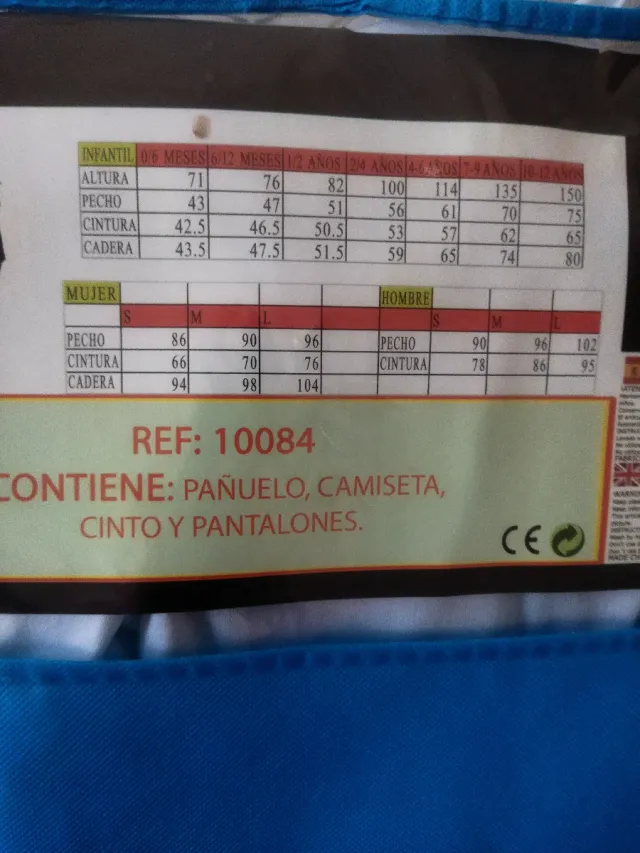 INFANTIL 0/6 MESES 6/12 MESES 1/2 AÑOS 2/4 AÑOS 4-6 AÑOS 7-9 AÑOS 10-12 AÑOS
ALTURA 71 76 82 100 114 135 150
PECHO 43 47 51 56 61 70 75
CINTURA 42.5 46.5 50.5 53 57 62 65
CADERA 43.5 47.5 51.5 59 65 74 80
MUJER HOMBRE
S M L S M L
PECHO 86 90 96 PECHO 90 96 102
CINTURA 66 70 76 CINTURA 78 86 95
CADERA 94 98 104
REF: 10084
CONTIENE: PAÑUELO, CAMISETA,
CINTO Y PANTALONES.
CE